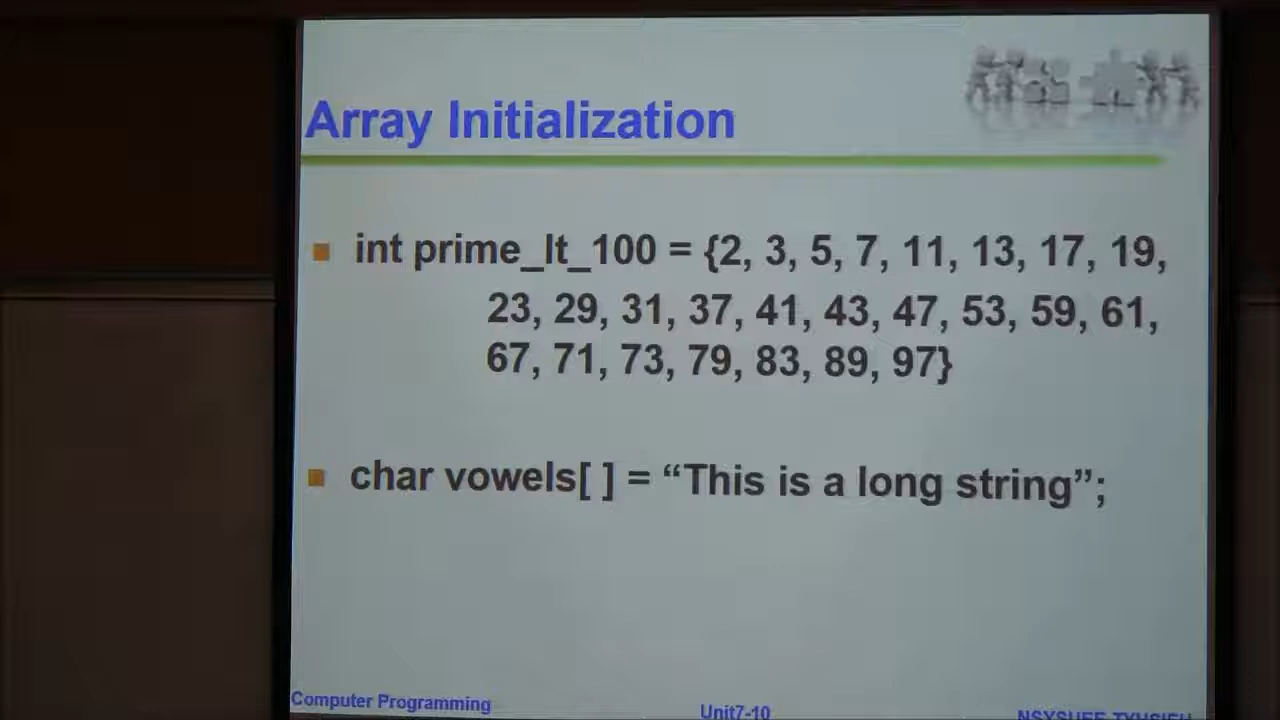 Array Initialization
int prime_lt_100 = {2, 3, 5, 7, 11, 13, 17, 19,
23, 29, 31, 37, 41, 43, 47, 53, 59, 61,
67, 71, 73, 79, 83, 89, 97}
char vowels[ ] = “This is a long string”;
Computer Programming
Unit7-10